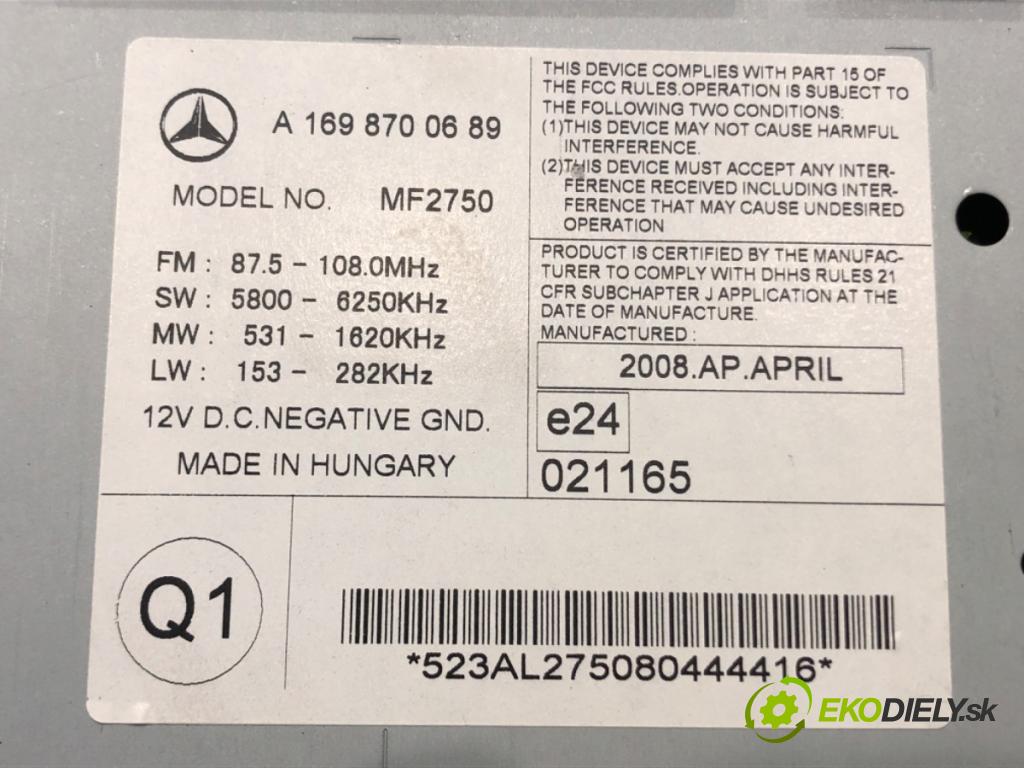 A 169 870 06 89
MODEL NO. MF2750
FM : 87.5 - 108.0MHz
SW : 5800 - 6250KHz
MW : 531 - 1620KHz
LW : 153 - 282KHz
12V D.C. NEGATIVE GND.
MADE IN HUNGARY
THIS DEVICE COMPLIES WITH PART 15 OF
THE FCC RULES.OPERATION IS SUBJECT TO
THE FOLLOWING TWO CONDITIONS:
(1)THIS DEVICE MAY NOT CAUSE HARMFUL
INTERFERENCE.
(2)THIS DEVICE MUST ACCEPT ANY INTER-
FERENCE RECEIVED INCLUDING INTER-
FERENCE THAT MAY CAUSE UNDESIRED
OPERATION
PRODUCT IS CERTIFIED BY THE MANUFAC-
TURER TO COMPLY WITH DHHS RULES 21
CFR SUBCHAPTER J APPLICATION AT THE
DATE OF MANUFACTURE.
MANUFACTURED :
2008.AP.APRIL
e24
021165
Q1
*523AL275080444416*
EKODIELY.sk